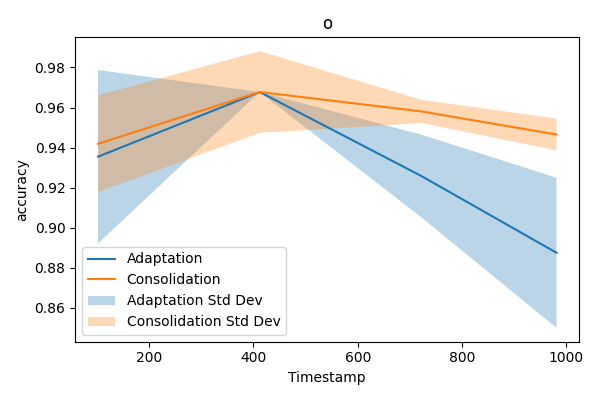 o
accuracy
0.98
0.96
0.94
0.92
0.90
0.88
0.86
Adaptation
Consolidation
Adaptation Std Dev
Consolidation Std Dev
200 400 600 800 1000
Timestamp